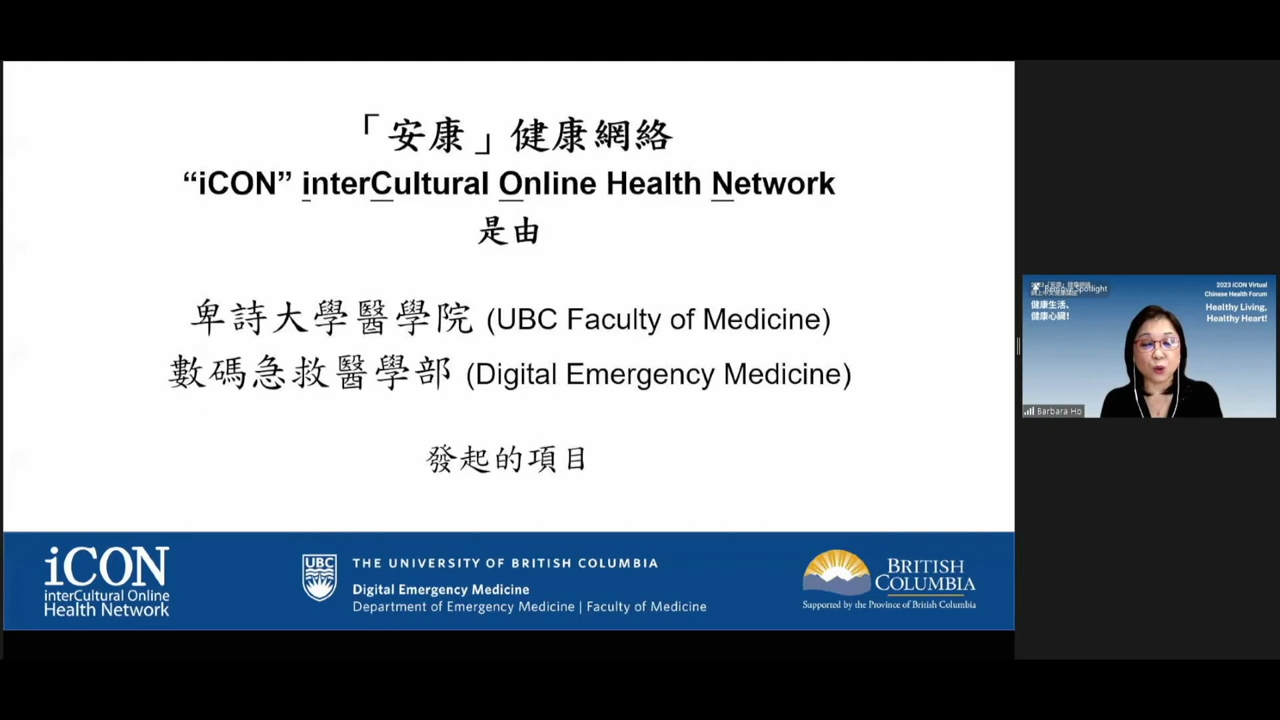 「安康」健康網絡
“iCON” interCultural Online Health Network
是由
卑詩大學醫學院 (UBC Faculty of Medicine)
數碼急救醫學部 (Digital Emergency Medicine)
發起的項目
iCON
interCultural Online
Health Network
UBC
THE UNIVERSITY OF BRITISH COLUMBIA
Digital Emergency Medicine
Department of Emergency Medicine | Faculty of Medicine
BRITISH
COLUMBIA
Supported by the Province of British Columbia
健康生活、
健康心臟!
2023 iCON Virtual
Chinese Health Forum
Healthy Living,
Healthy Heart!
Barbara Ho